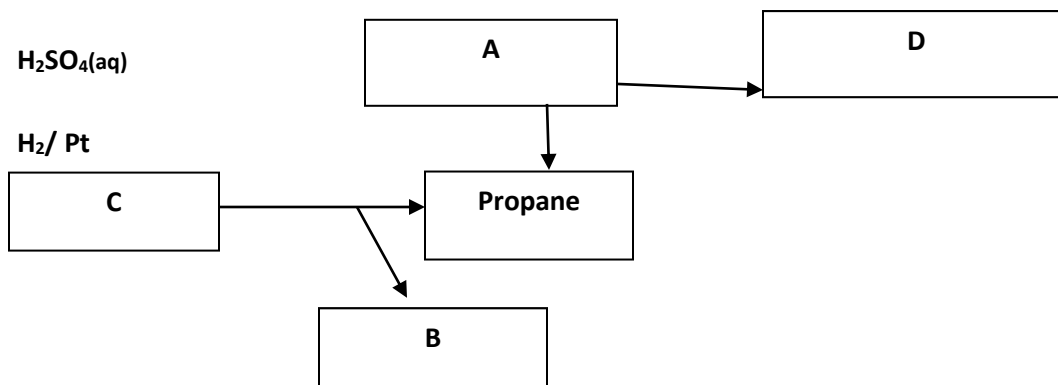 A
D
H₂SO₄(aq)
H₂/ Pt
C
Propane
B